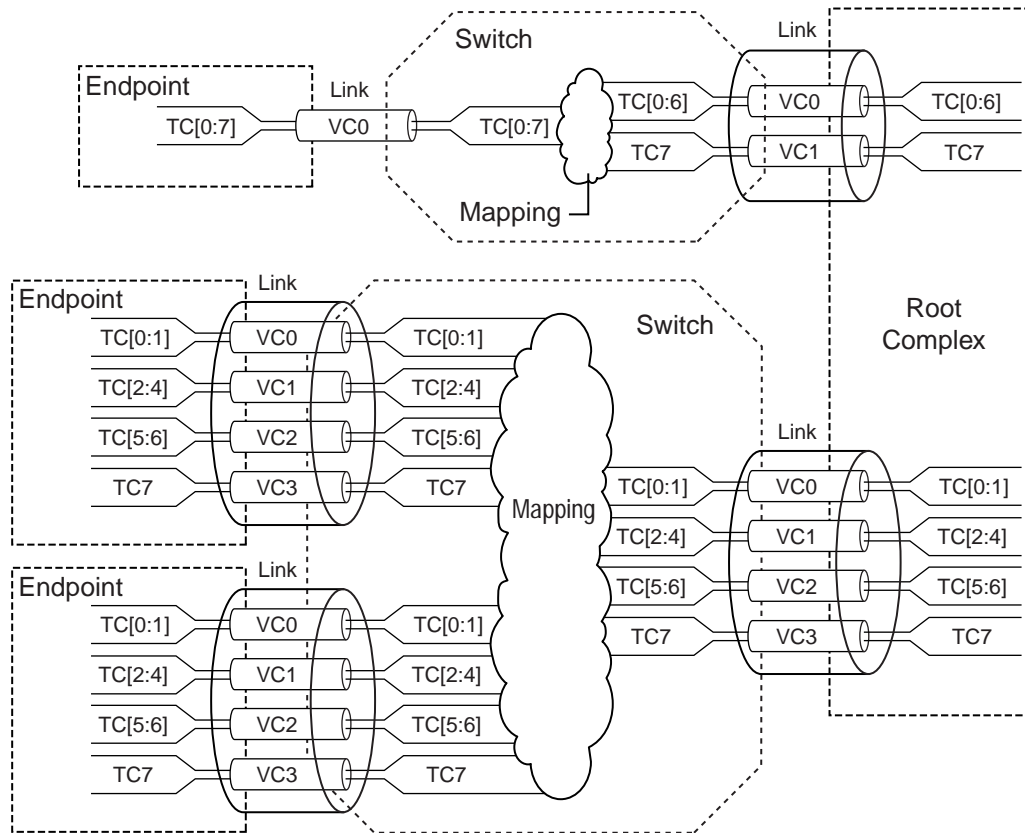 Switch
Link
Endpoint
Link
TC[0:7]
VC0
TC[0:7]
TC[0:6]
VC0
TC[0:6]
TC7
VC1
TC7
Mapping
Root
Complex
Endpoint
Link
Switch
TC[0:1]
VC0
TC[0:1]
TC[2:4]
VC1
TC[2:4]
TC[5:6]
VC2
TC[5:6]
TC7
VC3
TC7
Mapping
Link
TC[0:1]
VC0
TC[0:1]
TC[2:4]
VC1
TC[2:4]
TC[5:6]
VC2
TC[5:6]
TC7
VC3
TC7
Endpoint
Link
TC[0:1]
VC0
TC[0:1]
TC[2:4]
VC1
TC[2:4]
TC[5:6]
VC2
TC[5:6]
TC7
VC3
TC7